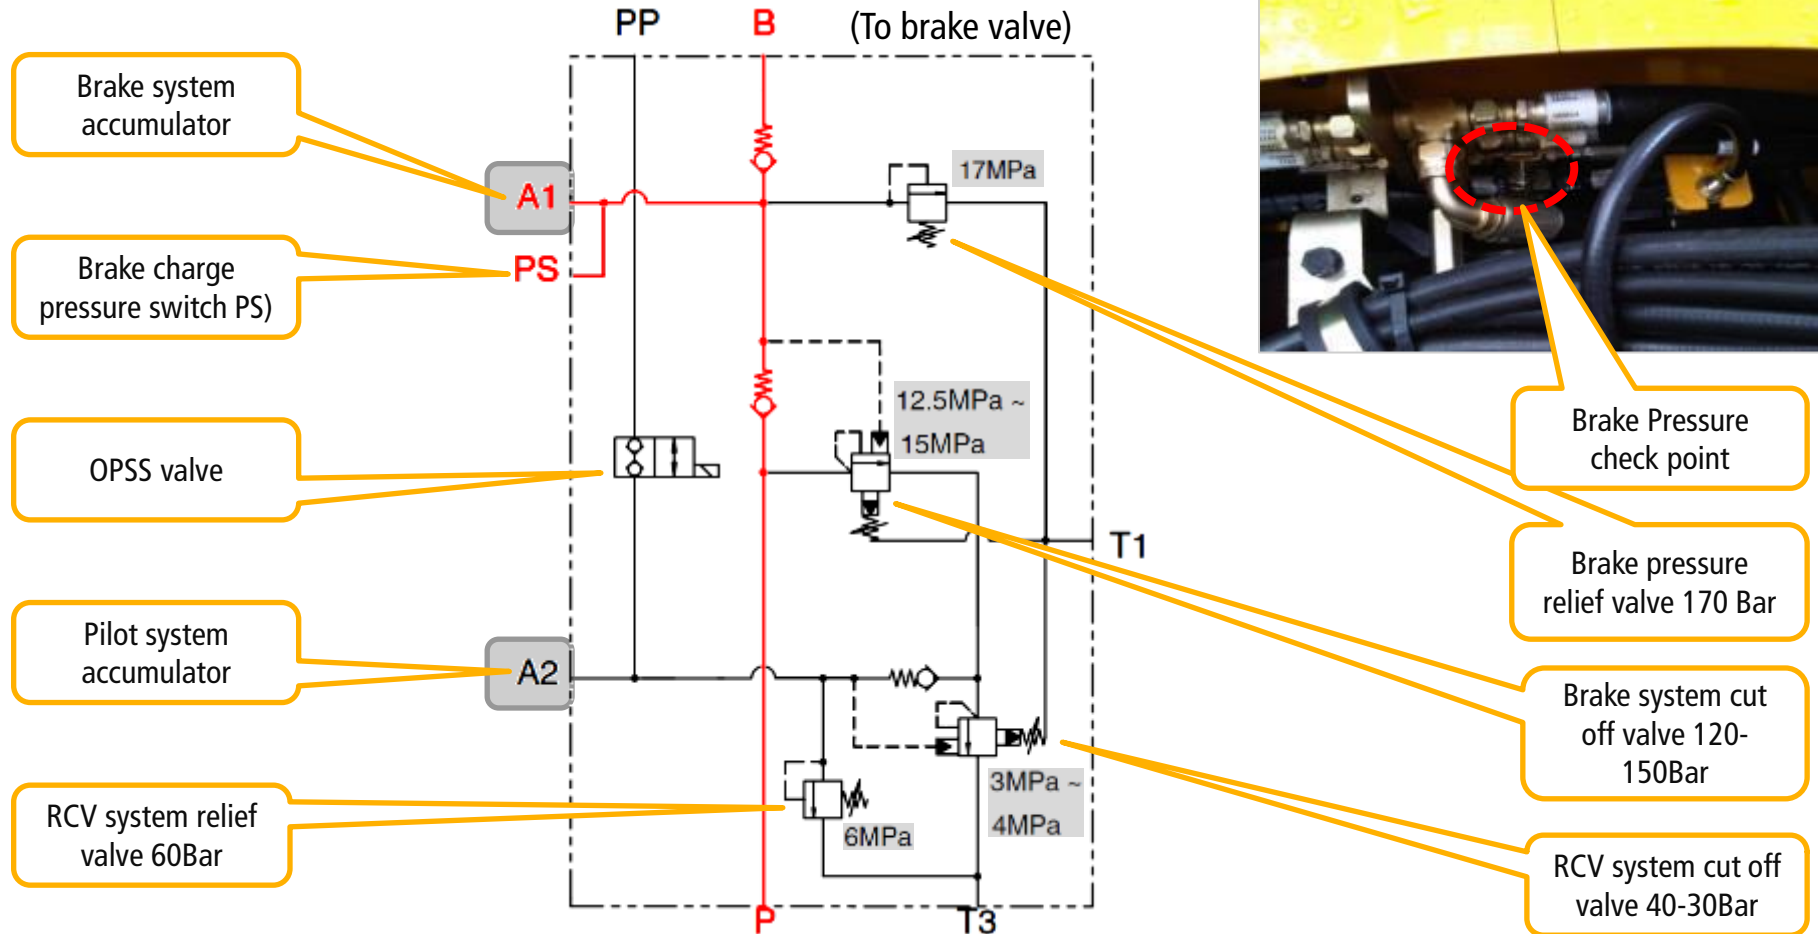 PP
B
(To brake valve)
Brake system
accumulator
A1
17MPa
Brake charge
pressure switch PS)
PS
12.5MPa ~
15MPa
Brake Pressure
check point
OPSS valve
T1
Brake pressure
relief valve 170 Bar
Pilot system
accumulator
A2
Brake system cut
off valve 120-
150Bar
3MPa ~
4MPa
RCV system relief
valve 60Bar
6MPa
RCV system cut off
valve 40-30Bar
P
T3